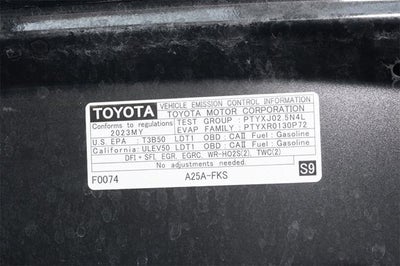 TOYOTA VEHICLE EMISSION CONTROL INFORMATION
TOYOTA MOTOR CORPORATION
Conforms to regulations TEST GROUP : PTYXJ02.5N4L
2023MY EVAP FAMILY : PTYXR0130P72
U.S EPA : T3B50 LDT1 OBD : CAⅡ Fuel : Gasoline
California: ULEV50 LDT1 OBD : CAⅡ Fuel : Gasoline
DFI + SFI, EGR, EGRC, WR-HO2S(2), TWC(2)
No adjustments needed. S9
F0074 A25A-FKS